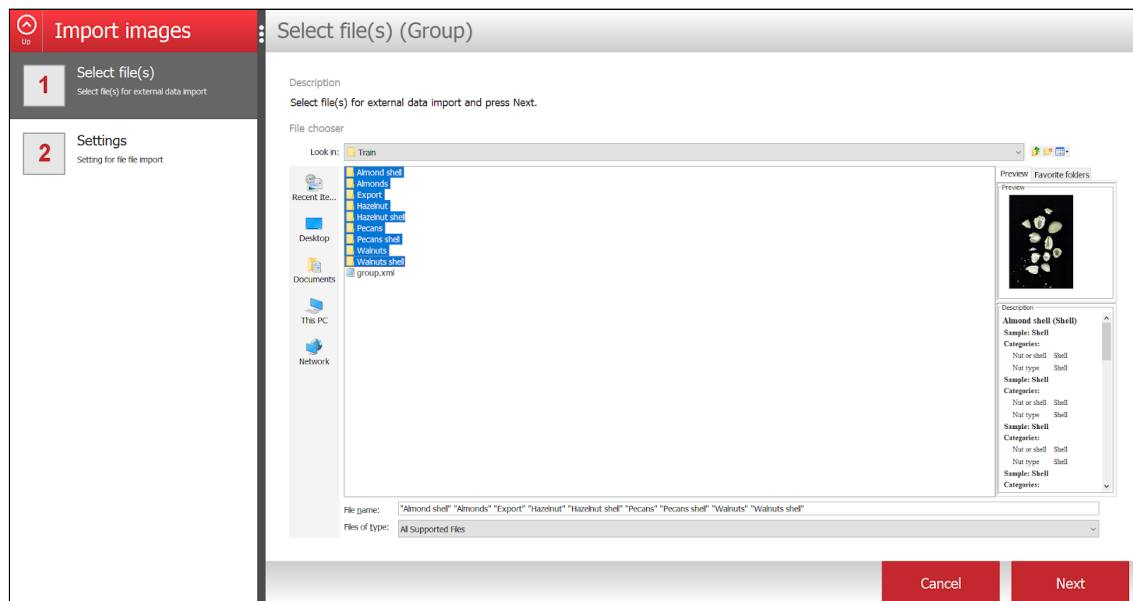 Up
Import images
Select file(s) (Group)
1
Select file(s)
Select file(s) for external data import
2
Settings
Setting for file file import
Description
Select file(s) for external data import and press Next.
File chooser
Look in: Train
Recent Ite...
Desktop
Documents
This PC
Network
Almond shell
Almonds
Export
Hazelnut
Hazelnut shell
Pecans
Pecans shell
Walnuts
Walnuts shell
group.xml
Preview Favorite folders
Preview
Description
Almond shell (Shell)
Sample: Shell
Categories:
Nut or shell Shell
Nut type Shell
Sample: Shell
Categories:
Nut or shell Shell
Nut type Shell
Sample: Shell
Categories:
Nut or shell Shell
Nut type Shell
Sample: Shell
Categories:
File name: "Almond shell" "Almonds" "Export" "Hazelnut" "Hazelnut shell" "Pecans" "Pecans shell" "Walnuts" "Walnuts shell"
Files of type: All Supported Files
Cancel
Next